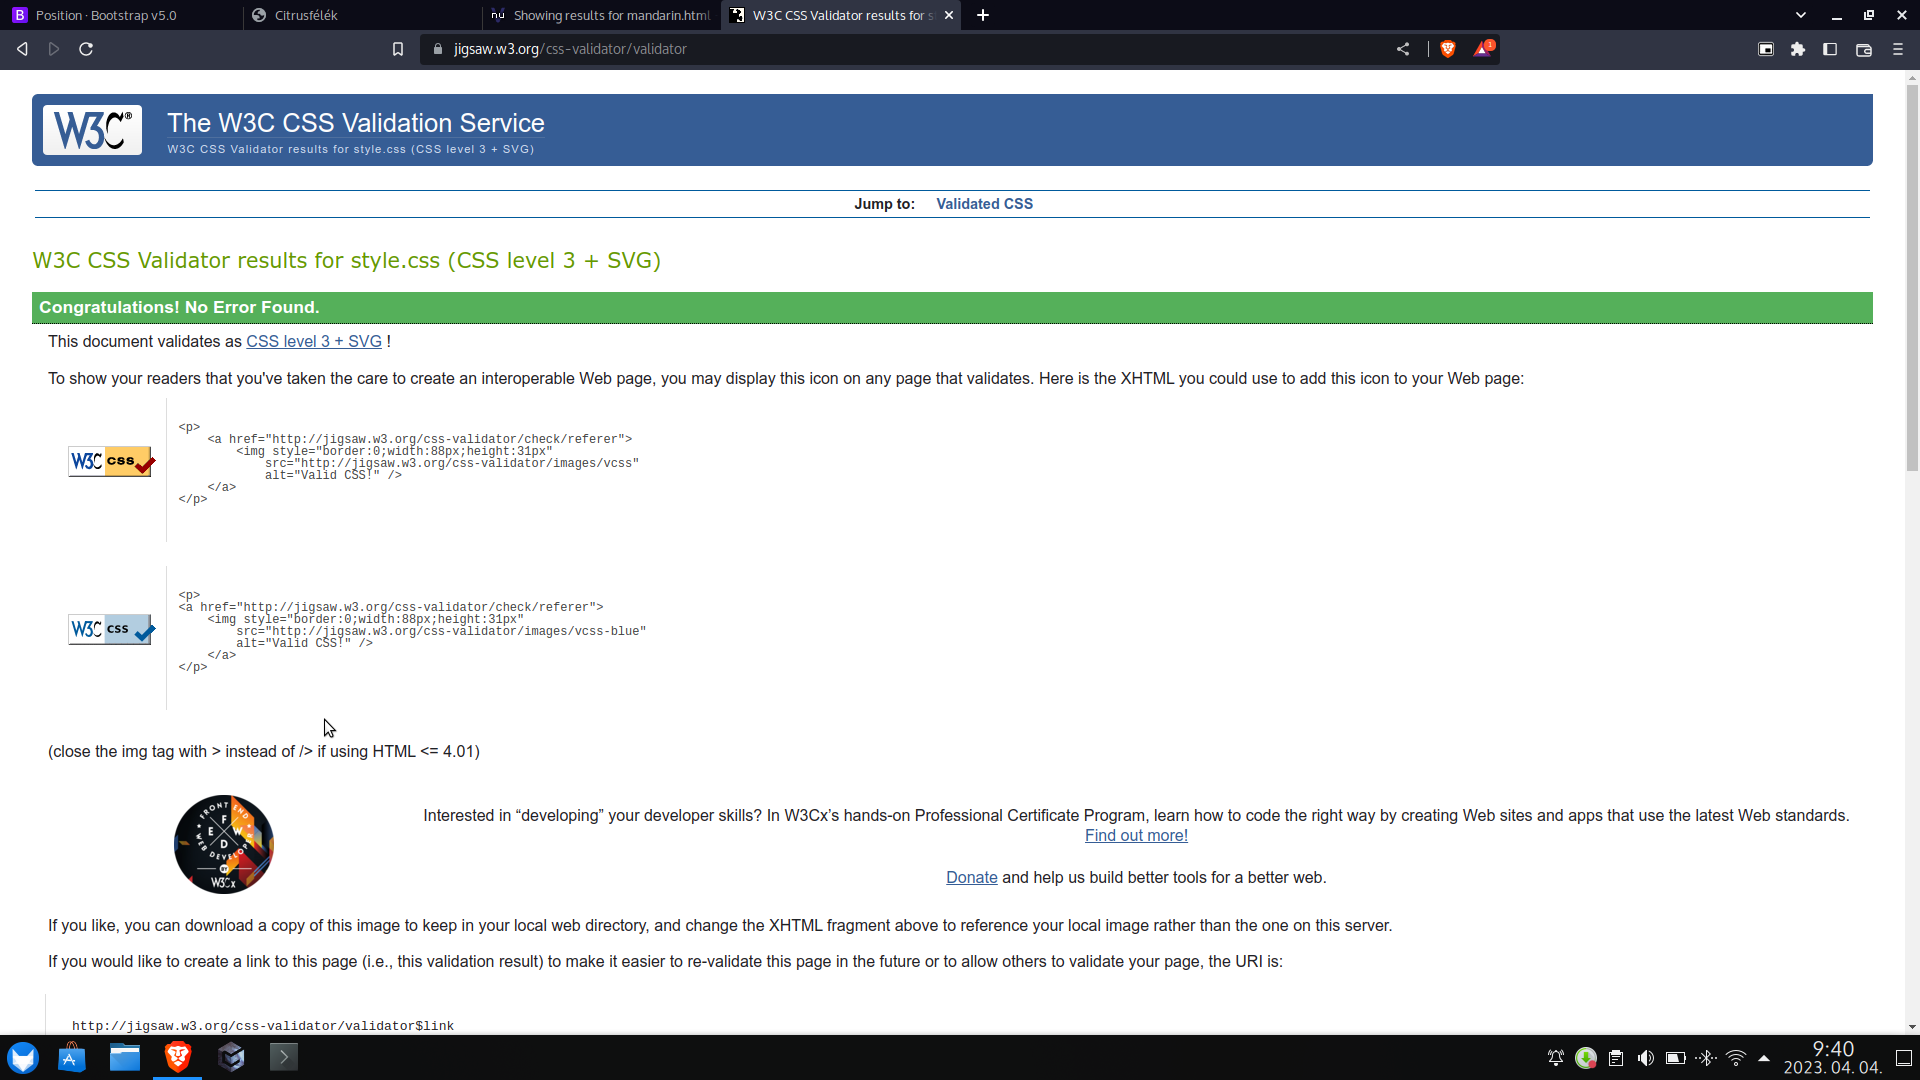 Position · Bootstrap v5.0
Citrusfélék
Showing results for mandarin.html
W3C CSS Validator results for s
jigsaw.w3.org/css-validator/validator
1
W3C®
The W3C CSS Validation Service
W3C CSS Validator results for style.css (CSS level 3 + SVG)
Jump to: Validated CSS
W3C CSS Validator results for style.css (CSS level 3 + SVG)
Congratulations! No Error Found.
This document validates as CSS level 3 + SVG !
To show your readers that you've taken the care to create an interoperable Web page, you may display this icon on any page that validates. Here is the XHTML you could use to add this icon to your Web page:
W3C css
<p>
<a href="http://jigsaw.w3.org/css-validator/check/referer">
<img style="border:0;width:88px;height:31px"
src="http://jigsaw.w3.org/css-validator/images/vcss"
alt="Valid CSS!" />
</a>
</p>
W3C css
<p>
<a href="http://jigsaw.w3.org/css-validator/check/referer">
<img style="border:0;width:88px;height:31px"
src="http://jigsaw.w3.org/css-validator/images/vcss-blue"
alt="Valid CSS!" />
</a>
</p>
(close the img tag with > instead of /> if using HTML <= 4.01)
FRONT END
F
E W
D
WEB DEVELOPER
W3Cx
Interested in “developing” your developer skills? In W3Cx’s hands-on Professional Certificate Program, learn how to code the right way by creating Web sites and apps that use the latest Web standards.
Find out more!
Donate and help us build better tools for a better web.
If you like, you can download a copy of this image to keep in your local web directory, and change the XHTML fragment above to reference your local image rather than the one on this server.
If you would like to create a link to this page (i.e., this validation result) to make it easier to re-validate this page in the future or to allow others to validate your page, the URI is:
http://jigsaw.w3.org/css-validator/validator$link
9:40
2023. 04. 04.